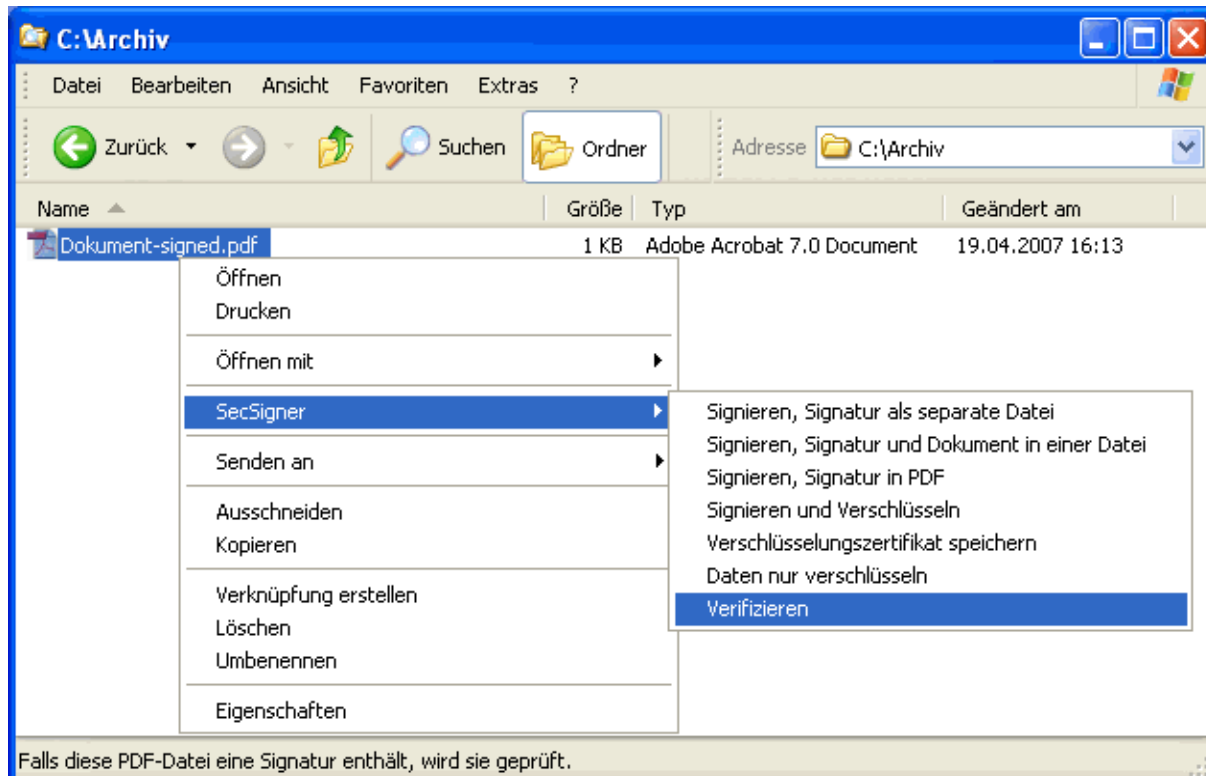 C:\Archiv
Datei Bearbeiten Ansicht Favoriten Extras ?
Zurück Suchen Ordner Adresse C:\Archiv
Name Größe Typ Geändert am
Dokument-signed.pdf 1 KB Adobe Acrobat 7.0 Document 19.04.2007 16:13
Öffnen
Drucken
Öffnen mit
SecSigner
Senden an
Ausschneiden
Kopieren
Verknüpfung erstellen
Löschen
Umbenennen
Eigenschaften
Signieren, Signatur als separate Datei
Signieren, Signatur und Dokument in einer Datei
Signieren, Signatur in PDF
Signieren und Verschlüsseln
Verschlüsselungszertifikat speichern
Daten nur verschlüsseln
Verifizieren
Falls diese PDF-Datei eine Signatur enthält, wird sie geprüft.